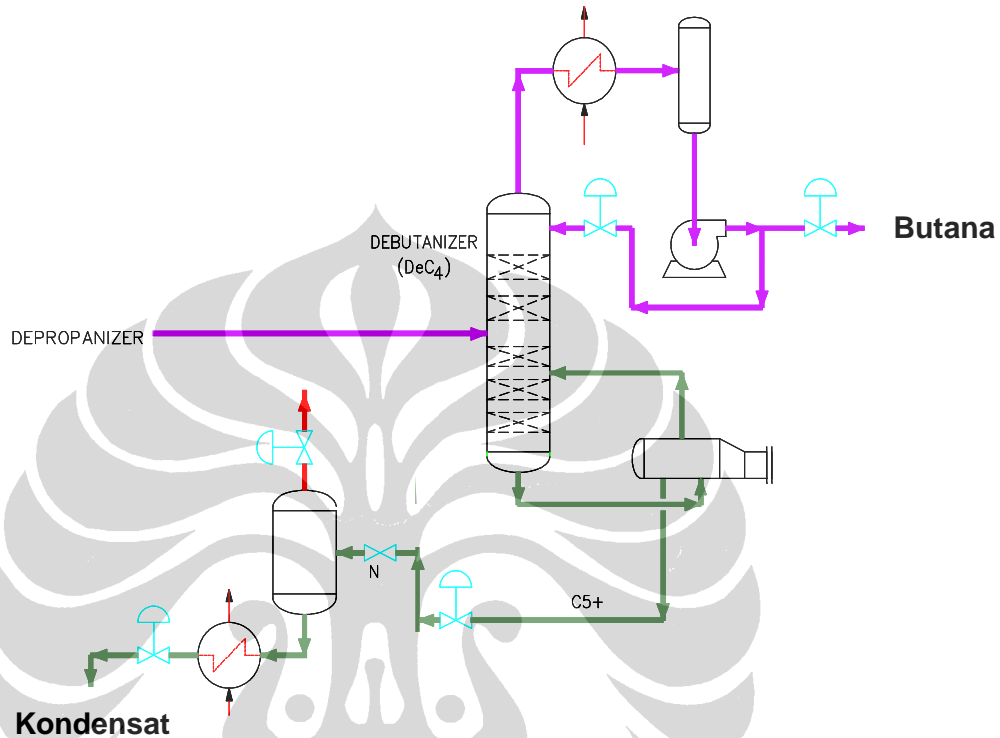 Butana
DEBUTANIZER
(DeC4)
DEPROPANIZER
N
C5+
Kondensat